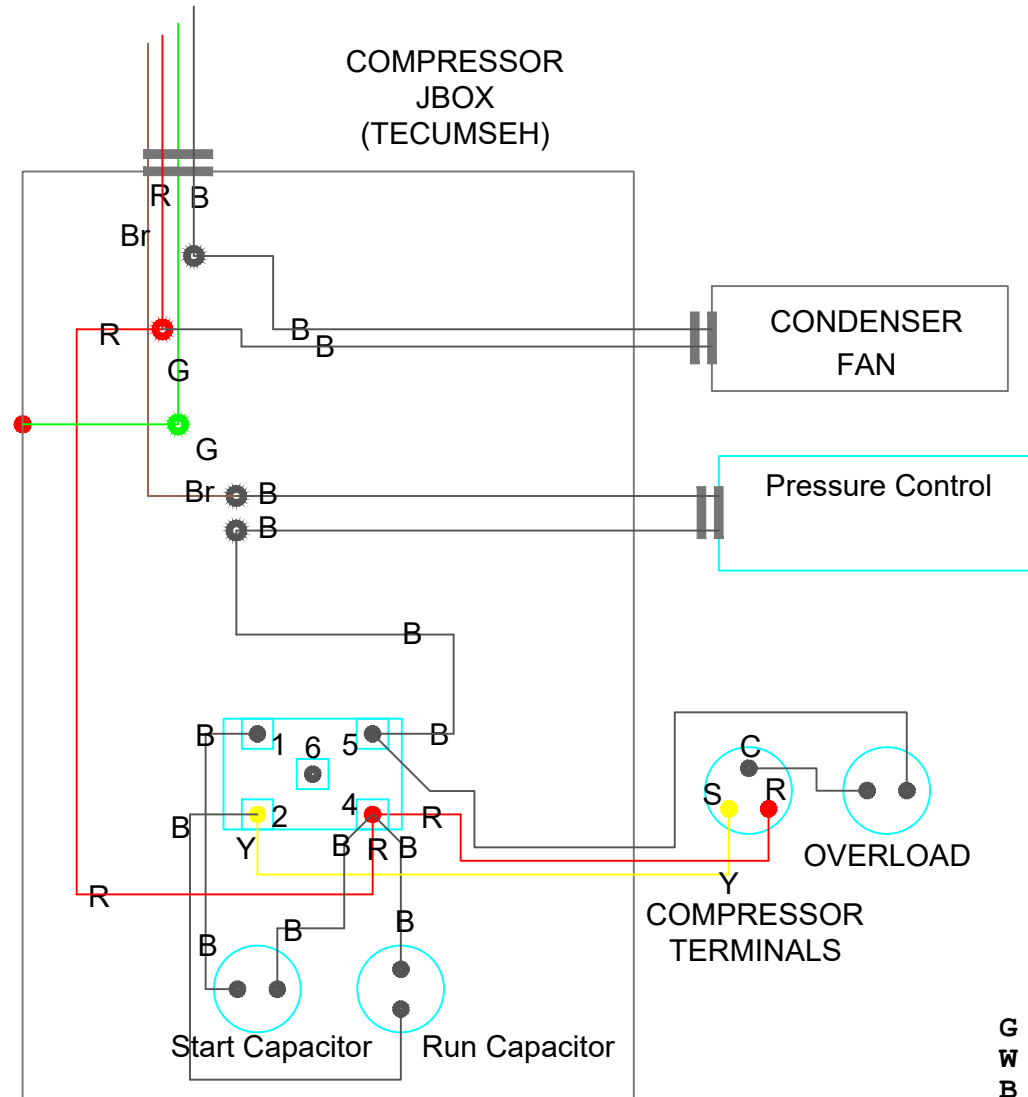 COMPRESSOR
JBOX
(TECUMSEH)
R B
Br
CONDENSER
FAN
R
B
B
G
G
Br B
Pressure Control
B
B
B
1
6
5
B
C
S
R
2
4
R
B
Y
B
R
B
OVERLOAD
Y
R
COMPRESSOR
TERMINALS
B
B
B
Start Capacitor
Run Capacitor
G
W
B